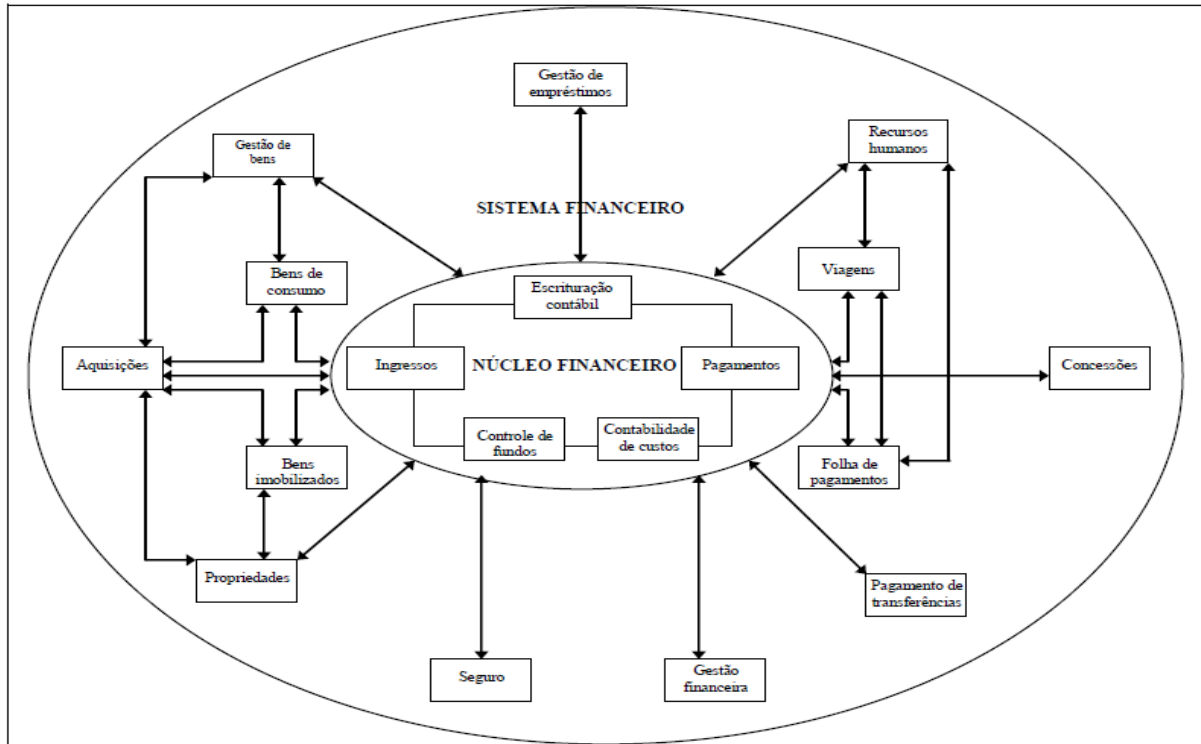 Gestão de
empréstimos
Gestão de
bens
Recursos
humanos
SISTEMA FINANCEIRO
Bens de
consumo
Viagens
Escrituração
contábil
Aquisições
Ingressos
NÚCLEO FINANCEIRO
Pagamentos
Concessões
Controle de
fundos
Contabilidade
de custos
Bens
imobilizados
Folha de
pagamentos
Propriedades
Pagamento de
transferências
Seguro
Gestão
financeira